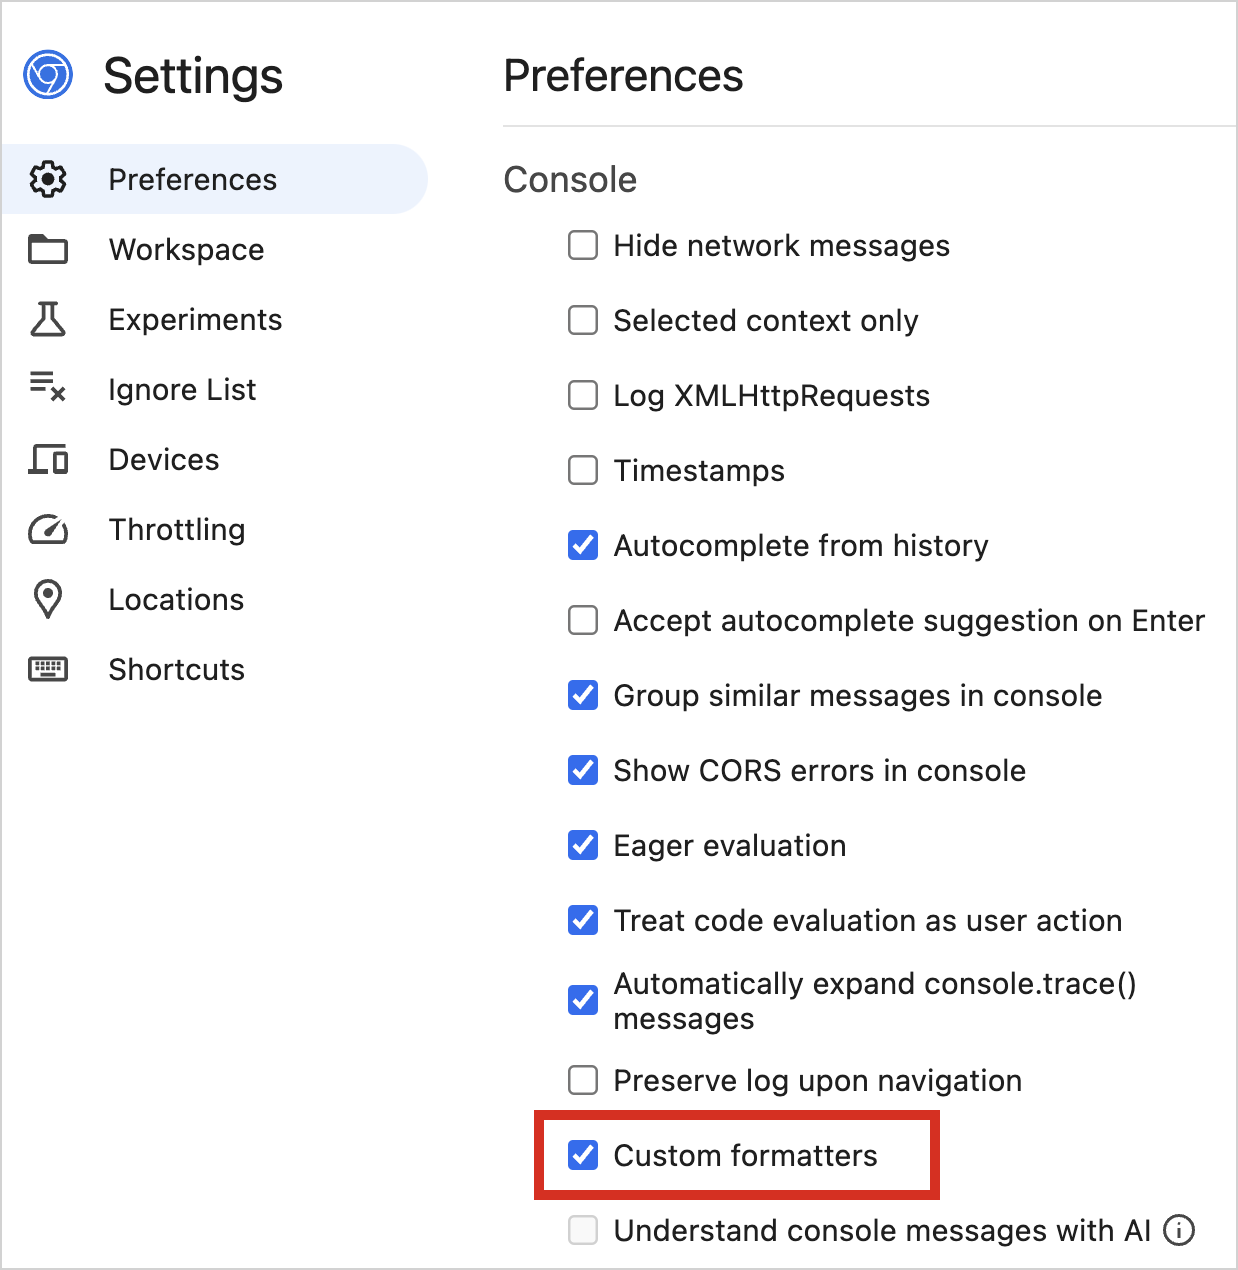 Settings
Preferences
Workspace
Experiments
Ignore List
Devices
Throttling
Locations
Shortcuts
Preferences
Console
Hide network messages
Selected context only
Log XMLHttpRequests
Timestamps
Autocomplete from history
Accept autocomplete suggestion on Enter
Group similar messages in console
Show CORS errors in console
Eager evaluation
Treat code evaluation as user action
Automatically expand console.trace()
messages
Preserve log upon navigation
Custom formatters
Understand console messages with AI